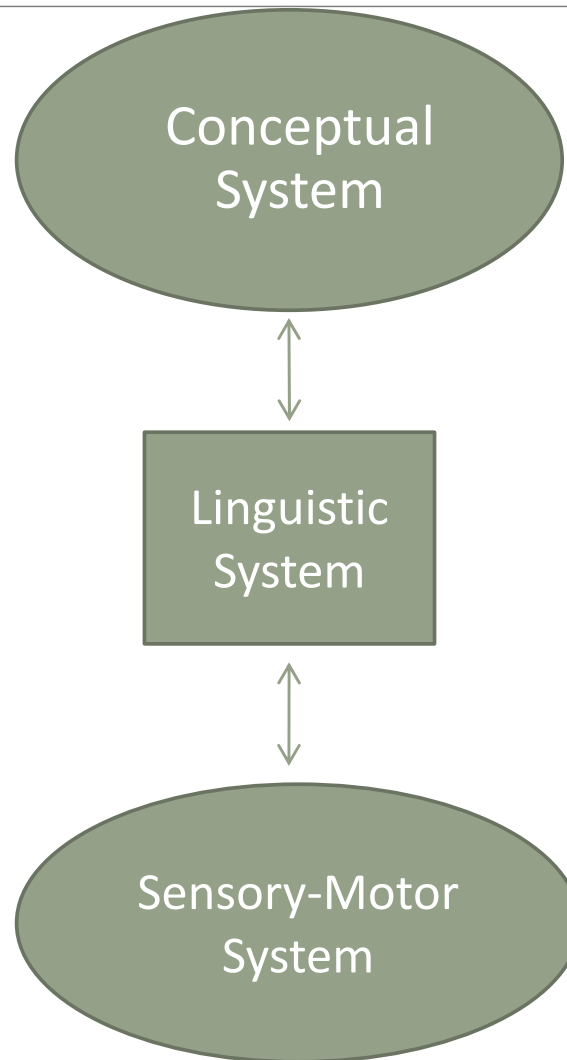 Conceptual
System
Linguistic
System
Sensory-Motor
System